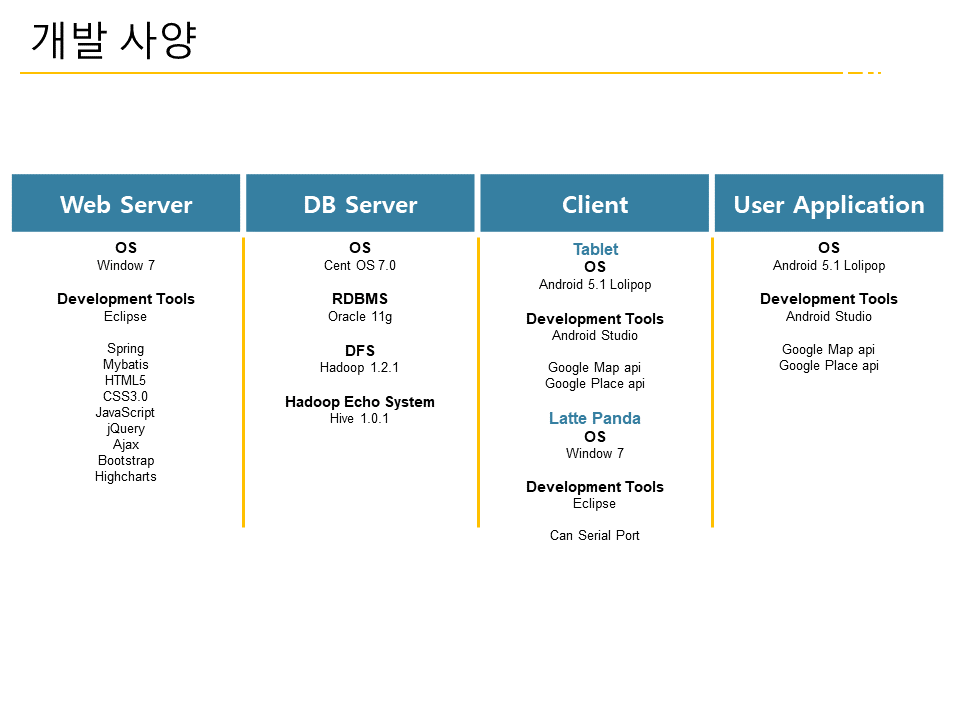 개발 사양
Web Server
OS
Window 7
Development Tools
Eclipse
Spring
Mybatis
HTML5
CSS3.0
JavaScript
jQuery
Ajax
Bootstrap
Highcharts
DB Server
OS
Cent OS 7.0
RDBMS
Oracle 11g
DFS
Hadoop 1.2.1
Hadoop Echo System
Hive 1.0.1
Client
Tablet
OS
Android 5.1 Lolipop
Development Tools
Android Studio
Google Map api
Google Place api
Latte Panda
OS
Window 7
Development Tools
Eclipse
Can Serial Port
User Application
OS
Android 5.1 Lolipop
Development Tools
Android Studio
Google Map api
Google Place api